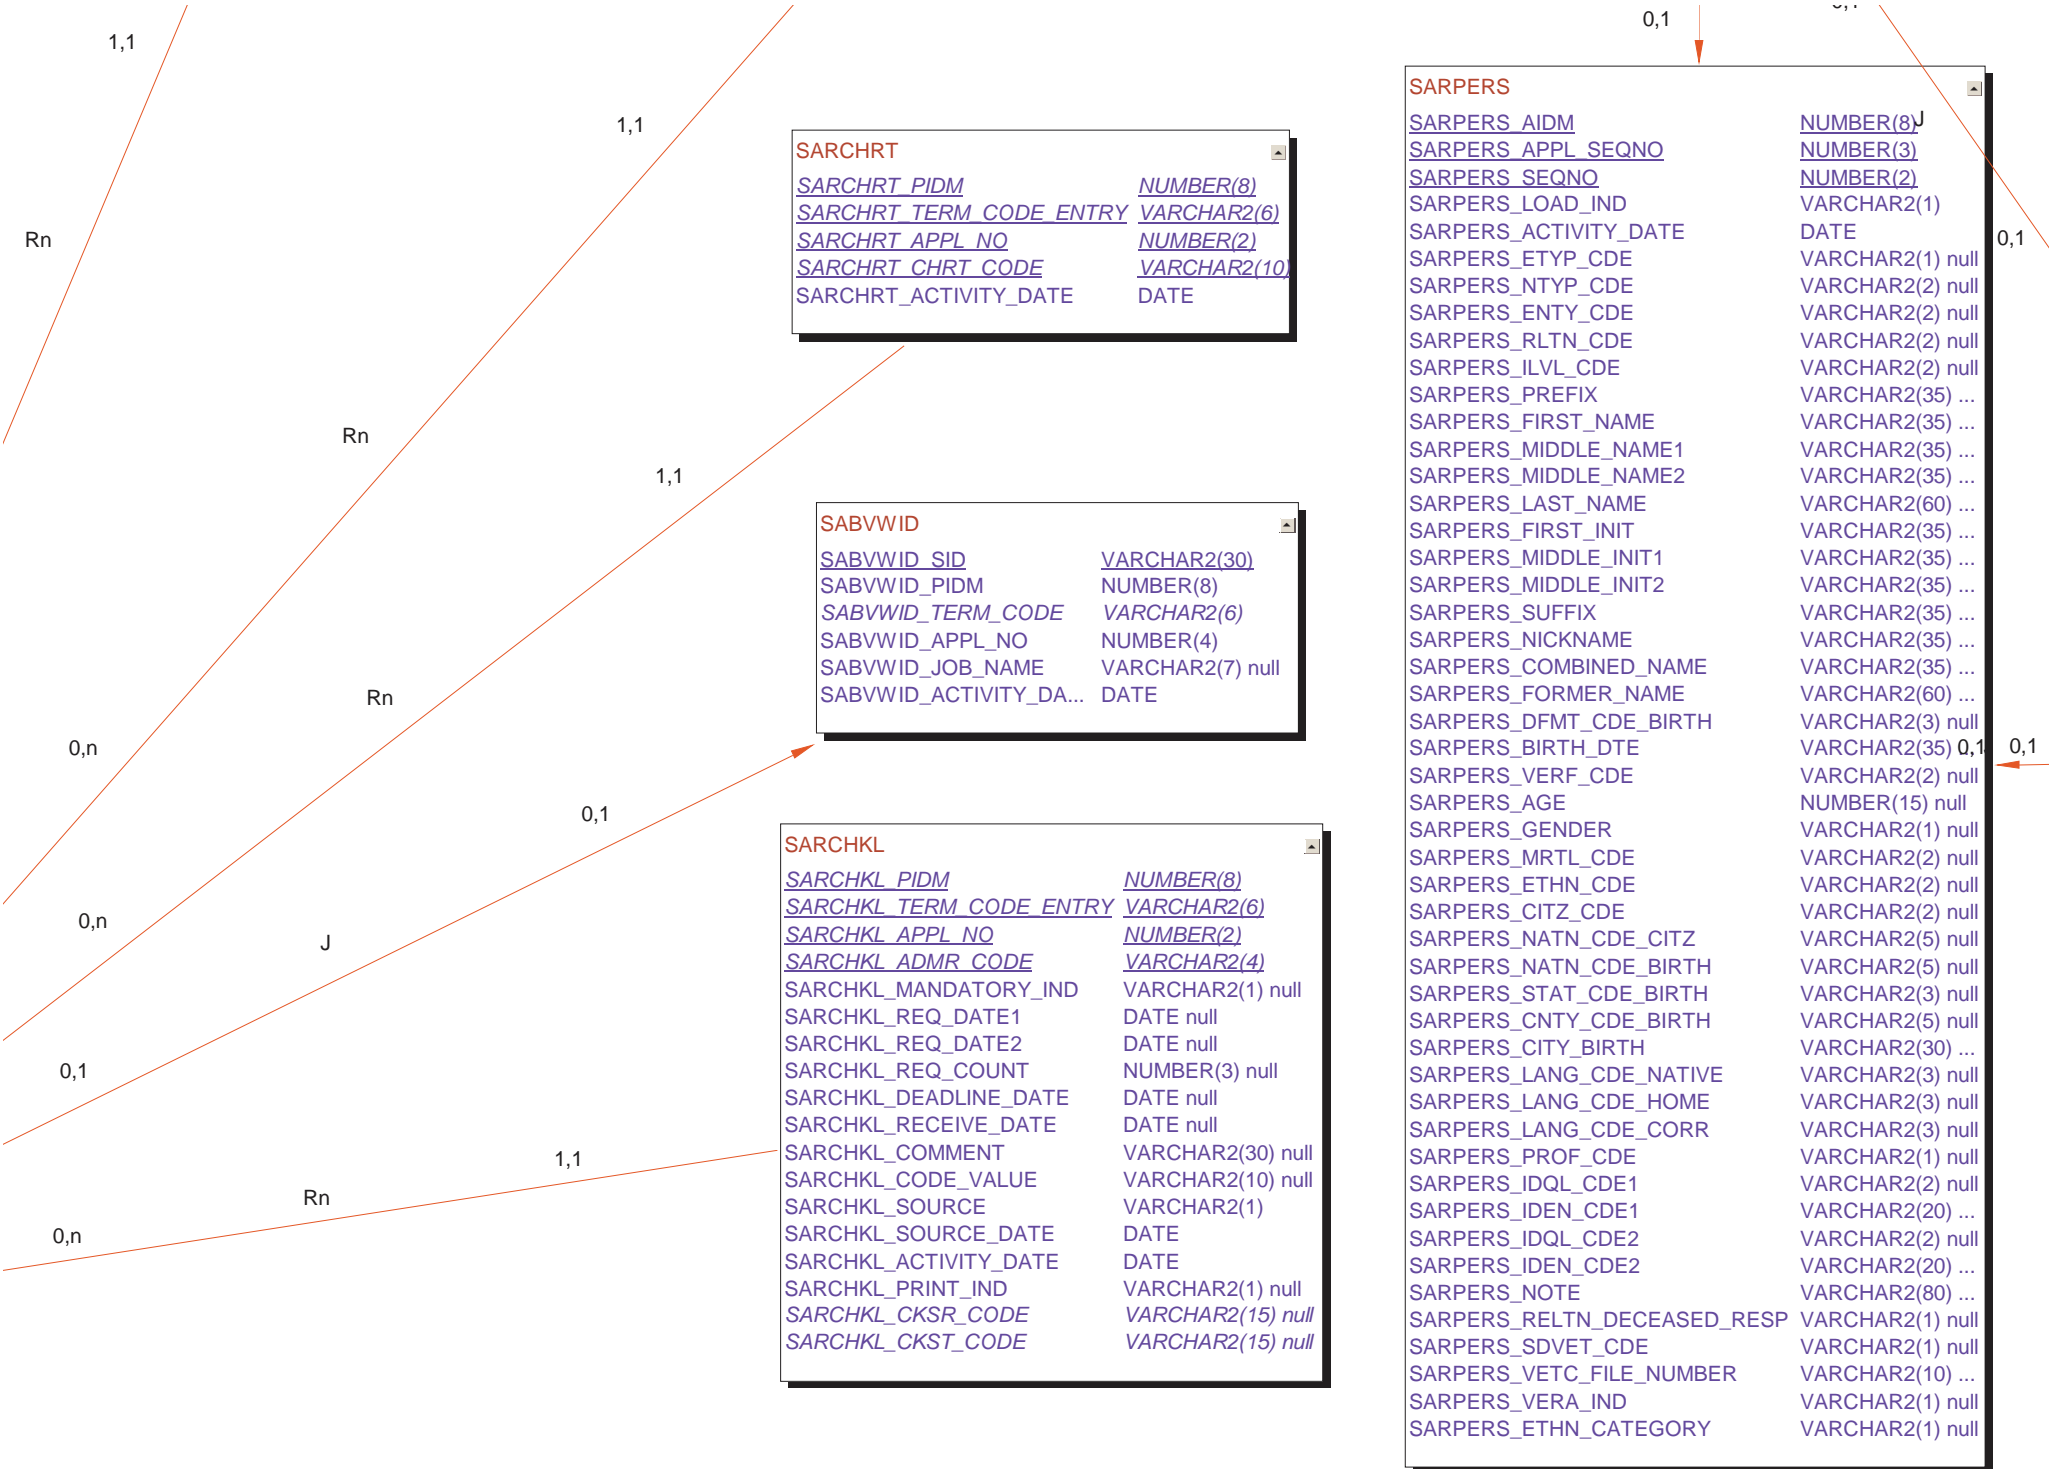 1,1
Rn
1,1
Rn
0,n
1,1
Rn
0,n
0,1
J
0,1
1,1
Rn
0,n
SARCHRT
SARCHRT_PIDM NUMBER(8)
SARCHRT_TERM_CODE_ENTRY VARCHAR2(6)
SARCHRT_APPL_NO NUMBER(2)
SARCHRT_CHRT_CODE VARCHAR2(10)
SARCHRT_ACTIVITY_DATE DATE
SABVWID
SABVWID_SID VARCHAR2(30)
SABVWID_PIDM NUMBER(8)
SABVWID_TERM_CODE VARCHAR2(6)
SABVWID_APPL_NO NUMBER(4)
SABVWID_JOB_NAME VARCHAR2(7) null
SABVWID_ACTIVITY_DA... DATE
SARCHKL
SARCHKL_PIDM NUMBER(8)
SARCHKL_TERM_CODE_ENTRY VARCHAR2(6)
SARCHKL_APPL_NO NUMBER(2)
SARCHKL_ADMR_CODE VARCHAR2(4)
SARCHKL_MANDATORY_IND VARCHAR2(1) null
SARCHKL_REQ_DATE1 DATE null
SARCHKL_REQ_DATE2 DATE null
SARCHKL_REQ_COUNT NUMBER(3) null
SARCHKL_DEADLINE_DATE DATE null
SARCHKL_RECEIVE_DATE DATE null
SARCHKL_COMMENT VARCHAR2(30) null
SARCHKL_CODE_VALUE VARCHAR2(10) null
SARCHKL_SOURCE VARCHAR2(1)
SARCHKL_SOURCE_DATE DATE
SARCHKL_ACTIVITY_DATE DATE
SARCHKL_PRINT_IND VARCHAR2(1) null
SARCHKL_CKSR_CODE VARCHAR2(15) null
SARCHKL_CKST_CODE VARCHAR2(15) null
0,1
SARPERS
SARPERS_AIDM NUMBER(8)
J
SARPERS_APPL_SEQNO NUMBER(3)
SARPERS_SEQNO NUMBER(2)
SARPERS_LOAD_IND VARCHAR2(1)
SARPERS_ACTIVITY_DATE DATE
0,1
SARPERS_ETYP_CDE VARCHAR2(1) null
SARPERS_NTYP_CDE VARCHAR2(2) null
SARPERS_ENTY_CDE VARCHAR2(2) null
SARPERS_RLTN_CDE VARCHAR2(2) null
SARPERS_ILVL_CDE VARCHAR2(2) null
SARPERS_PREFIX VARCHAR2(35) ...
SARPERS_FIRST_NAME VARCHAR2(35) ...
SARPERS_MIDDLE_NAME1 VARCHAR2(35) ...
SARPERS_MIDDLE_NAME2 VARCHAR2(35) ...
SARPERS_LAST_NAME VARCHAR2(60) ...
SARPERS_FIRST_INIT VARCHAR2(35) ...
SARPERS_MIDDLE_INIT1 VARCHAR2(35) ...
SARPERS_MIDDLE_INIT2 VARCHAR2(35) ...
SARPERS_SUFFIX VARCHAR2(35) ...
SARPERS_NICKNAME VARCHAR2(35) ...
SARPERS_COMBINED_NAME VARCHAR2(35) ...
SARPERS_FORMER_NAME VARCHAR2(60) ...
SARPERS_DFMT_CDE_BIRTH VARCHAR2(3) null
SARPERS_BIRTH_DTE VARCHAR2(35) ...
0,1
0,1
SARPERS_VERF_CDE VARCHAR2(2) null
SARPERS_AGE NUMBER(15) null
SARPERS_GENDER VARCHAR2(1) null
SARPERS_MRTL_CDE VARCHAR2(2) null
SARPERS_ETHN_CDE VARCHAR2(2) null
SARPERS_CITZ_CDE VARCHAR2(2) null
SARPERS_NATN_CDE_CITZ VARCHAR2(5) null
SARPERS_NATN_CDE_BIRTH VARCHAR2(5) null
SARPERS_STAT_CDE_BIRTH VARCHAR2(3) null
SARPERS_CNTY_CDE_BIRTH VARCHAR2(5) null
SARPERS_CITY_BIRTH VARCHAR2(30) ...
SARPERS_LANG_CDE_NATIVE VARCHAR2(3) null
SARPERS_LANG_CDE_HOME VARCHAR2(3) null
SARPERS_LANG_CDE_CORR VARCHAR2(3) null
SARPERS_PROF_CDE VARCHAR2(1) null
SARPERS_IDQL_CDE1 VARCHAR2(2) null
SARPERS_IDEN_CDE1 VARCHAR2(20) ...
SARPERS_IDQL_CDE2 VARCHAR2(2) null
SARPERS_IDEN_CDE2 VARCHAR2(20) ...
SARPERS_NOTE VARCHAR2(80) ...
SARPERS_RELTN_DECEASED_RESP VARCHAR2(1) null
SARPERS_SDVET_CDE VARCHAR2(1) null
SARPERS_VETC_FILE_NUMBER VARCHAR2(10) ...
SARPERS_VERA_IND VARCHAR2(1) null
SARPERS_ETHN_CATEGORY VARCHAR2(1) null